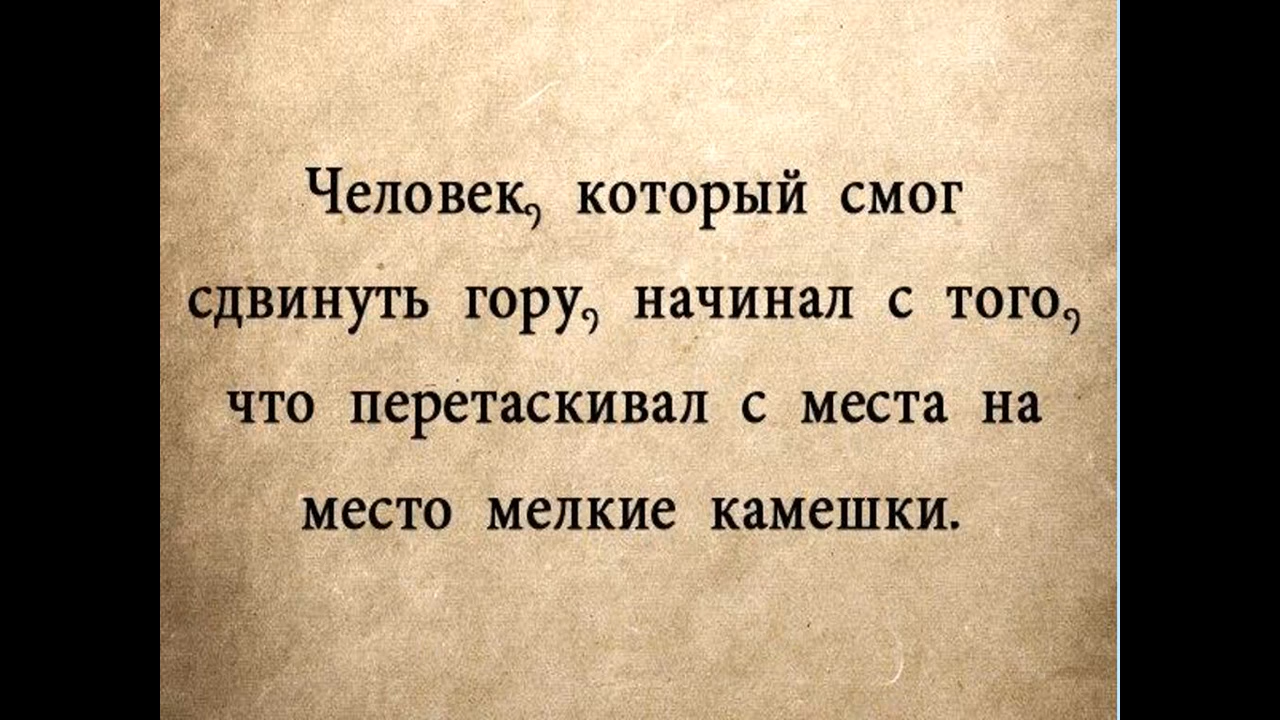 Человек, который смог
сдвинуть гору, начинал с того,
что перетаскивал с места на
место мелкие камешки.